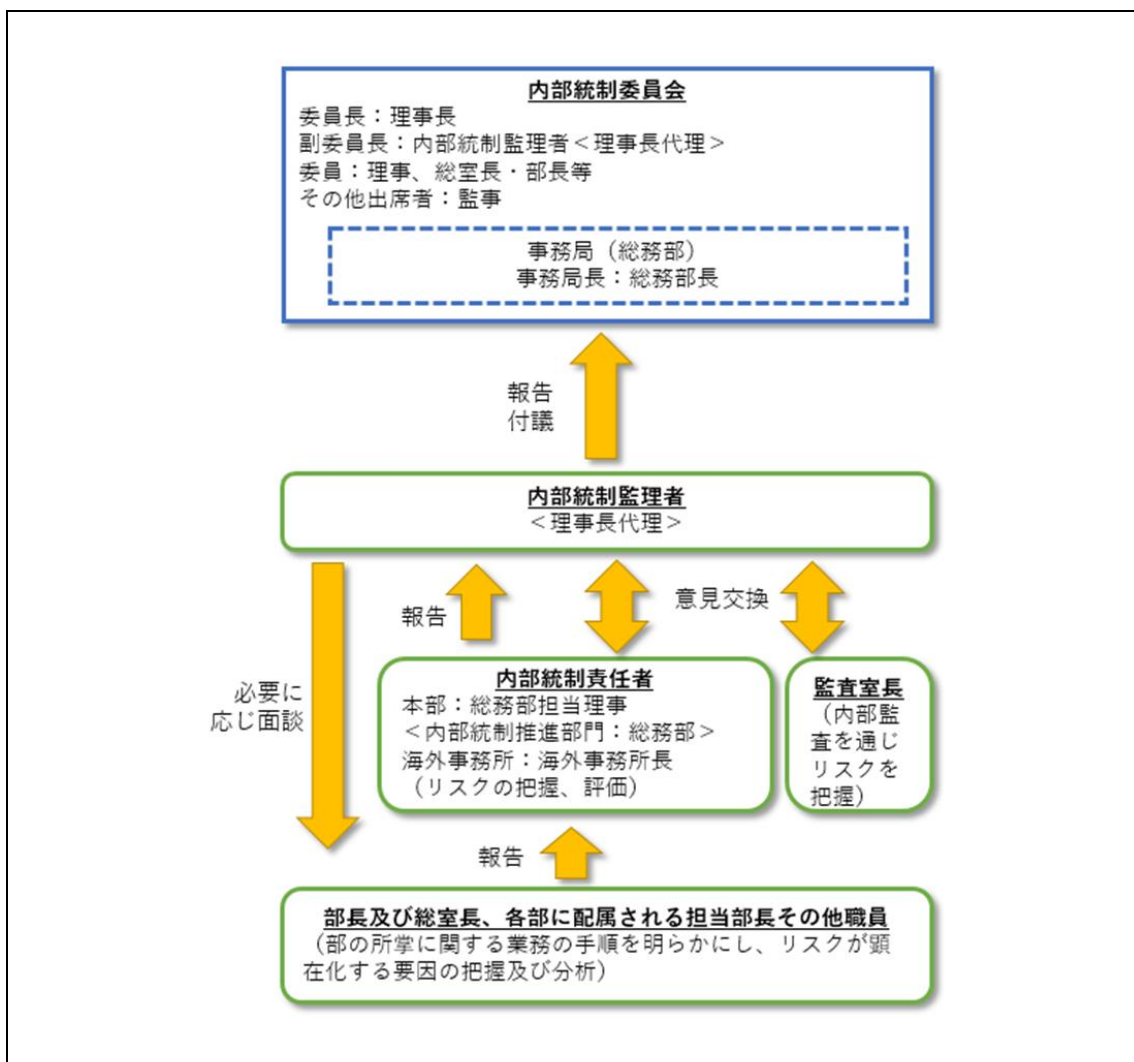 内部統制委員会
委員長：理事長
副委員長：内部統制監理者＜理事長代理＞
委員：理事、総室長・部長等
その他出席者：監事
事務局（総務部）
事務局長：総務部長
報告
付議
内部統制監理者
＜理事長代理＞
報告
意見交換
必要に
応じ面談
内部統制責任者
本部：総務部担当理事
＜内部統制推進部門：総務部＞
海外事務所：海外事務所長
（リスクの把握、評価）
監査室長
（内部監
査を通じ
リスクを
把握）
報告
部長及び総室長、各部に配属される担当部長その他職員
（部の所掌に関する業務の手順を明らかにし、リスクが顕
在化する要因の把握及び分析）